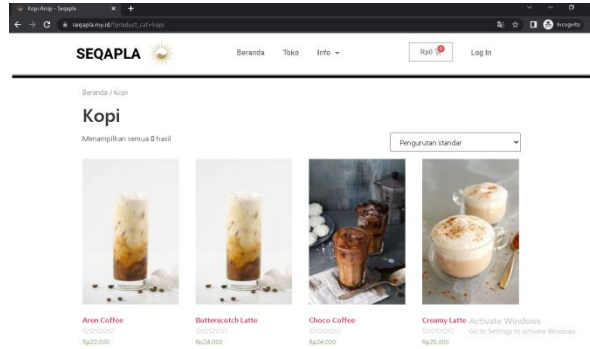 Kopi Arsip - Seqapla
seqapla.my.id/?product_cat=kopi
Incognito
SEQAPLA
Beranda Toko Info
Rp0 0
Log In
Beranda / Kopi
Kopi
Menampilkan semua 8 hasil
Pengurutan standar
Aren Coffee
Butterscotch Latte
Choco Coffee
Creamy Latte
Rp22.000
Rp24.000
Rp24.000
Rp25.000
Activate Windows
Go to Settings to activate Windows.